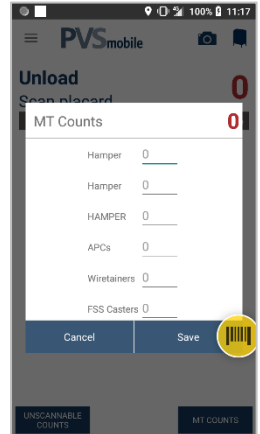 100% 11:17
PVSmobile
Unload 0
Scan placard
MT Counts 0
Hamper 0
Hamper 0
HAMPER 0
APCs 0
Wiretainers 0
FSS Casters 0
Cancel Save
UNSCANNABLE
COUNTS
MT COUNTS